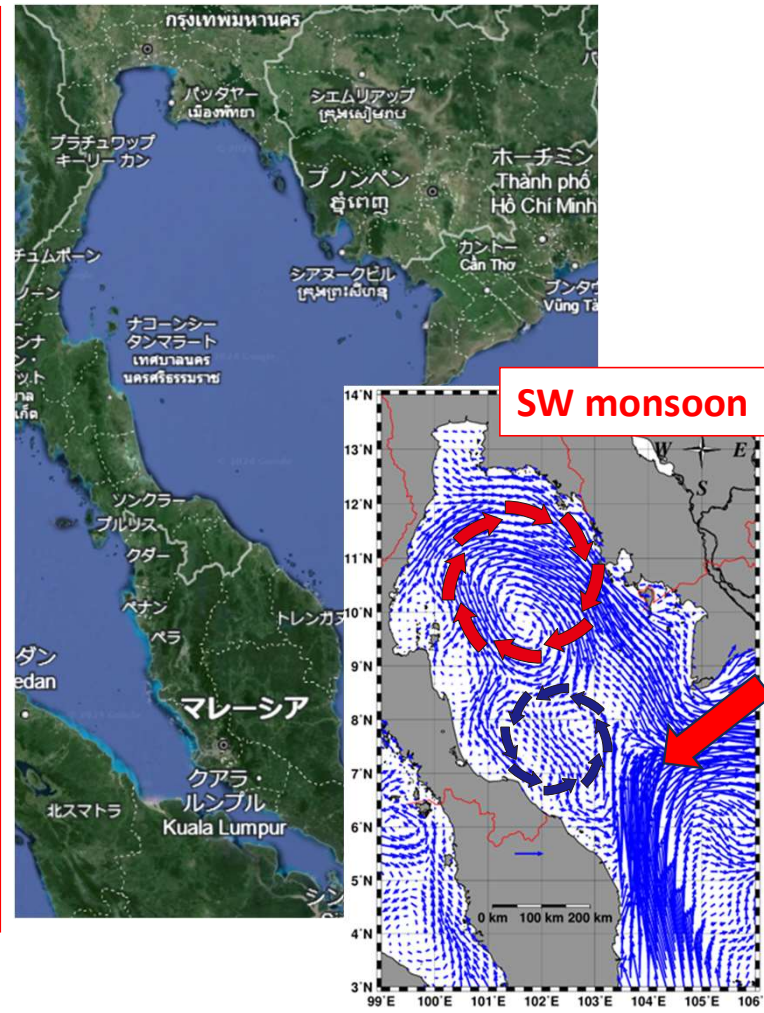 กรุงเทพมหานคร
パッタヤー
เมืองพัทยา
シエムリアップ
ក្រុងសៀមរាប
プラチュワップ
キーリー カン
プノンペン
ភ្នំពេញ
ホーチミン
Thành phố
Hồ Chí Minh
チュムポーン
カントー
Cần Thơ
シアヌークビル
ក្រុងព្រះសីហនុ
ブンタウ
Vũng Tà
ナコーンシー
タンマラート
เทศบาลนคร
นครศรีธรรมราช
ソンクラー
プルリス
クダー
ペナン
ペラ
トレンガヌ
ダン
edan
マレーシア
クアラ・
ルンプル
Kuala Lumpur
北スマトラ
シン
SW monsoon
W E
S
14°N
13°N
12°N
11°N
10°N
9°N
8°N
7°N
6°N
5°N
4°N
3°N
0 km 100 km 200 km
99°E 100°E 101°E 102°E 103°E 104°E 105°E 106°